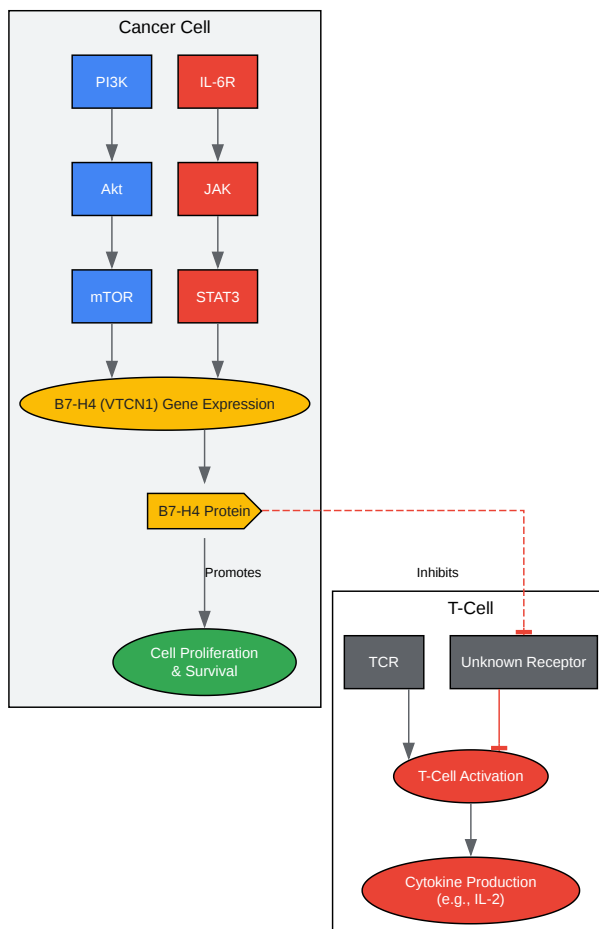 Cancer Cell
PI3K
IL-6R
Akt
JAK
mTOR
STAT3
B7-H4 (VTCN1) Gene Expression
B7-H4 Protein
Promotes
Inhibits
Cell Proliferation
& Survival
T-Cell
TCR
Unknown Receptor
T-Cell Activation
Cytokine Production
(e.g., IL-2)